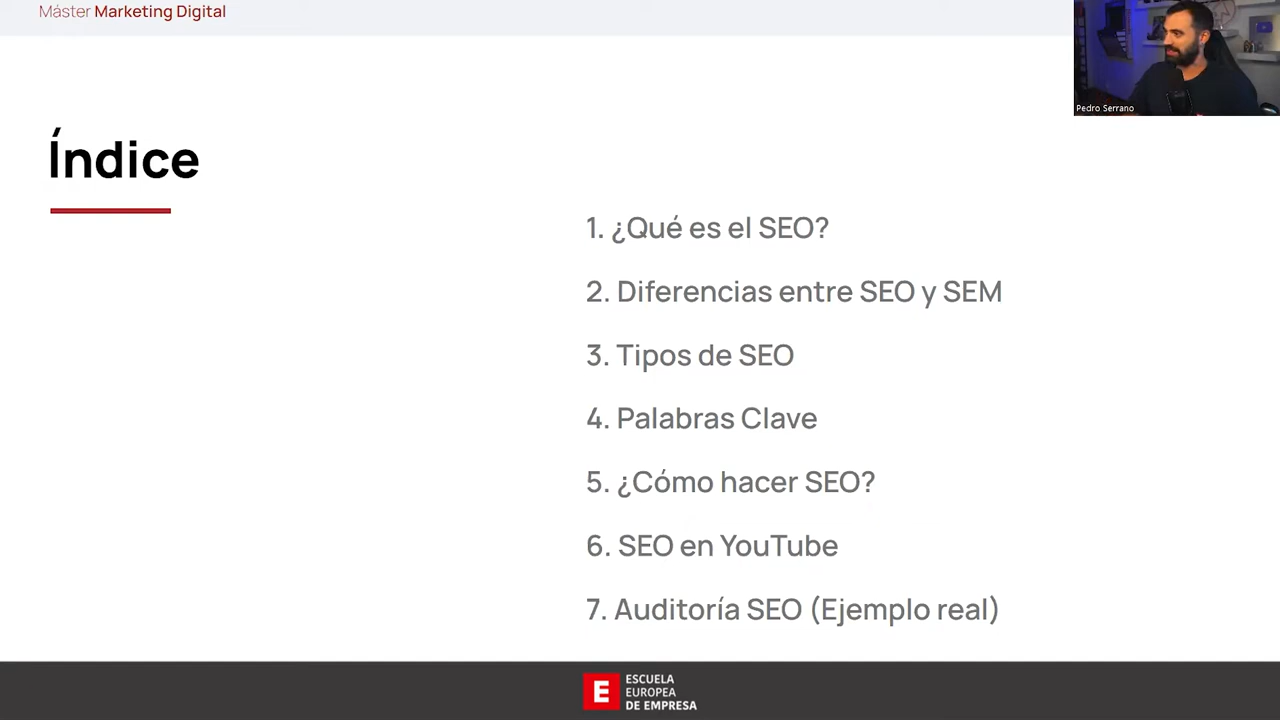 Máster Marketing Digital
Pedro Serrano
Índice
1. ¿Qué es el SEO?
2. Diferencias entre SEO y SEM
3. Tipos de SEO
4. Palabras Clave
5. ¿Cómo hacer SEO?
6. SEO en YouTube
7. Auditoría SEO (Ejemplo real)
E
ESCUELA
EUROPEA
DE EMPRESA